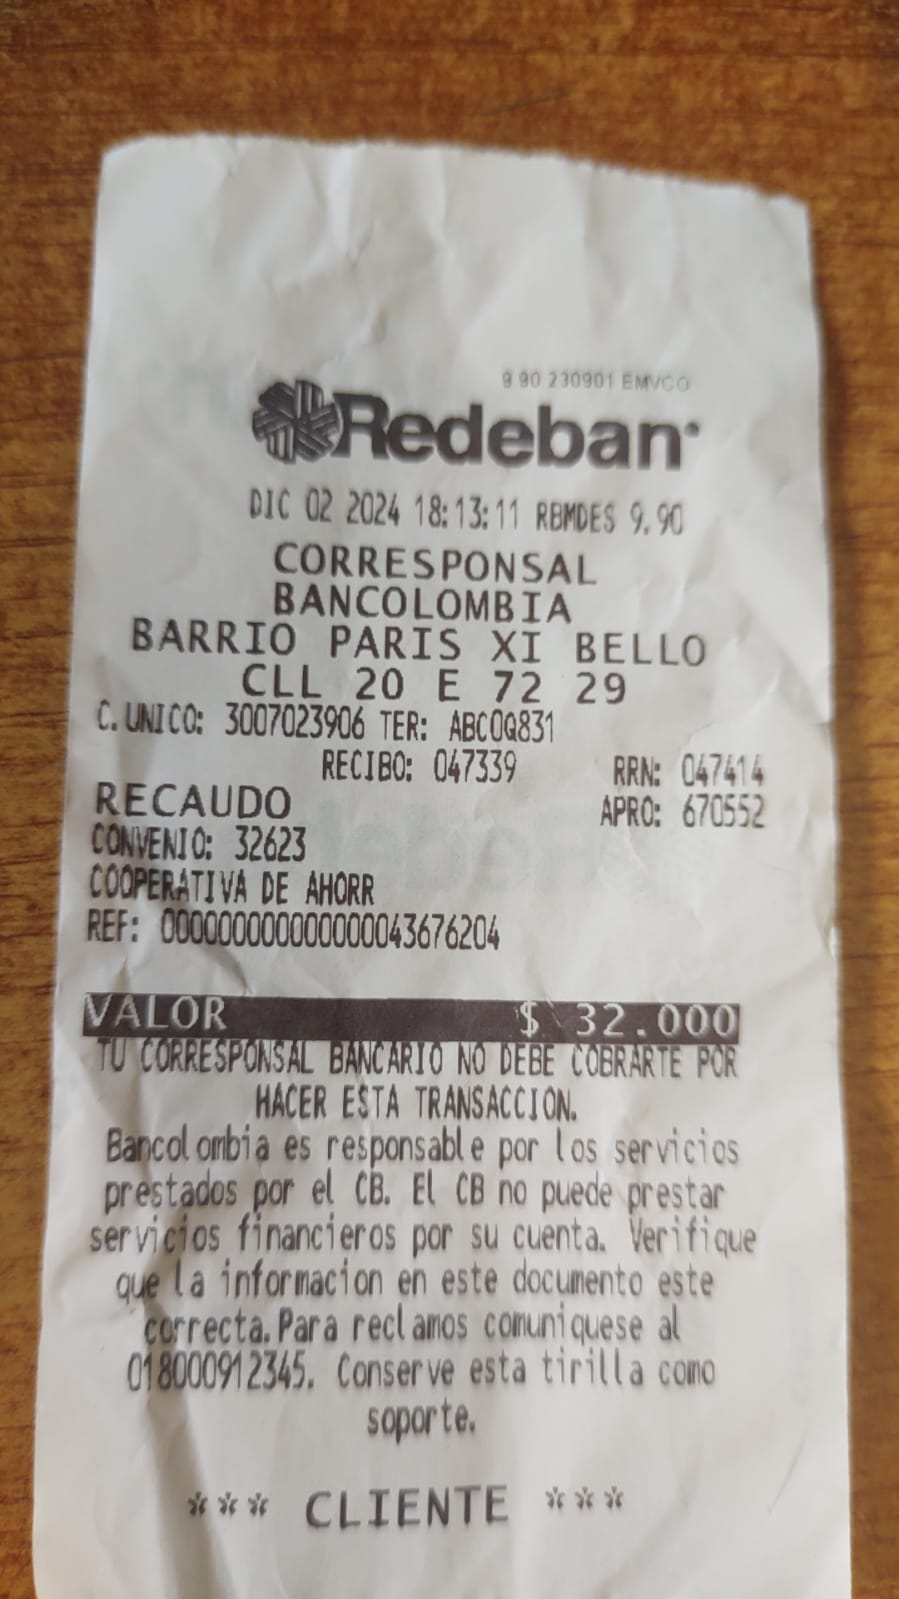 9.90 230901 EMVCO
Redeban
DIC 02 2024 18:13:11 RBMDES 9.90
CORRESPONSAL
BANCOLOMBIA
BARRIO PARIS XI BELLO
CLL 20 E 72 29
C. UNICO: 3007023906 TER: ABCOQ831
RECIBO: 047339 RRN: 047414
RECAUDO APRO: 670552
CONVENIO: 32623
COOPERATIVA DE AHORR
REF: 0000000000000000043676204
VALOR $ 32.000
TU CORRESPONSAL BANCARIO NO DEBE COBRARTE POR
HACER ESTA TRANSACCION.
Bancolombia es responsable por los servicios
prestados por el CB. El CB no puede prestar
servicios financieros por su cuenta. Verifique
que la informacion en este documento este
correcta. Para reclamos comuniquese al
018000912345. Conserve esta tirilla como
soporte.
*** CLIENTE ***